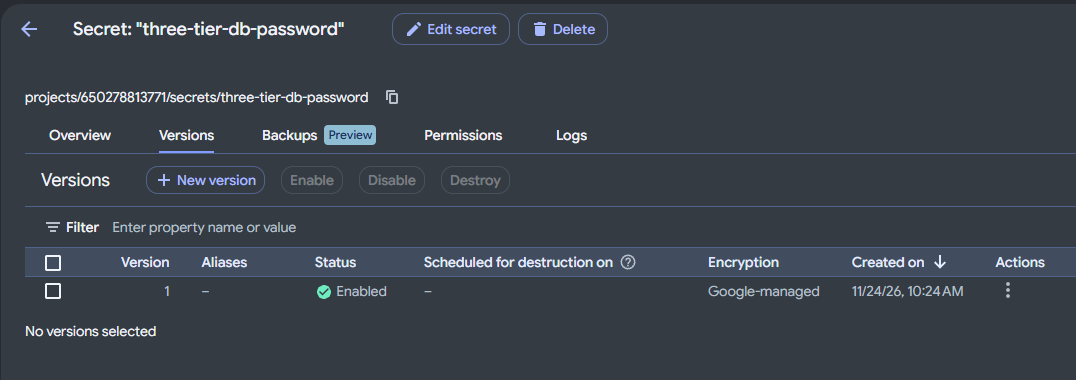 Secret: "three-tier-db-password" Edit secret Delete
projects/650278813771/secrets/three-tier-db-password
Overview Versions Backups Preview Permissions Logs
Versions + New version Enable Disable Destroy
Filter Enter property name or value
Version Aliases Status Scheduled for destruction on ? Encryption Created on ↓ Actions
1 – Enabled – Google-managed 11/24/26, 10:24 AM
No versions selected